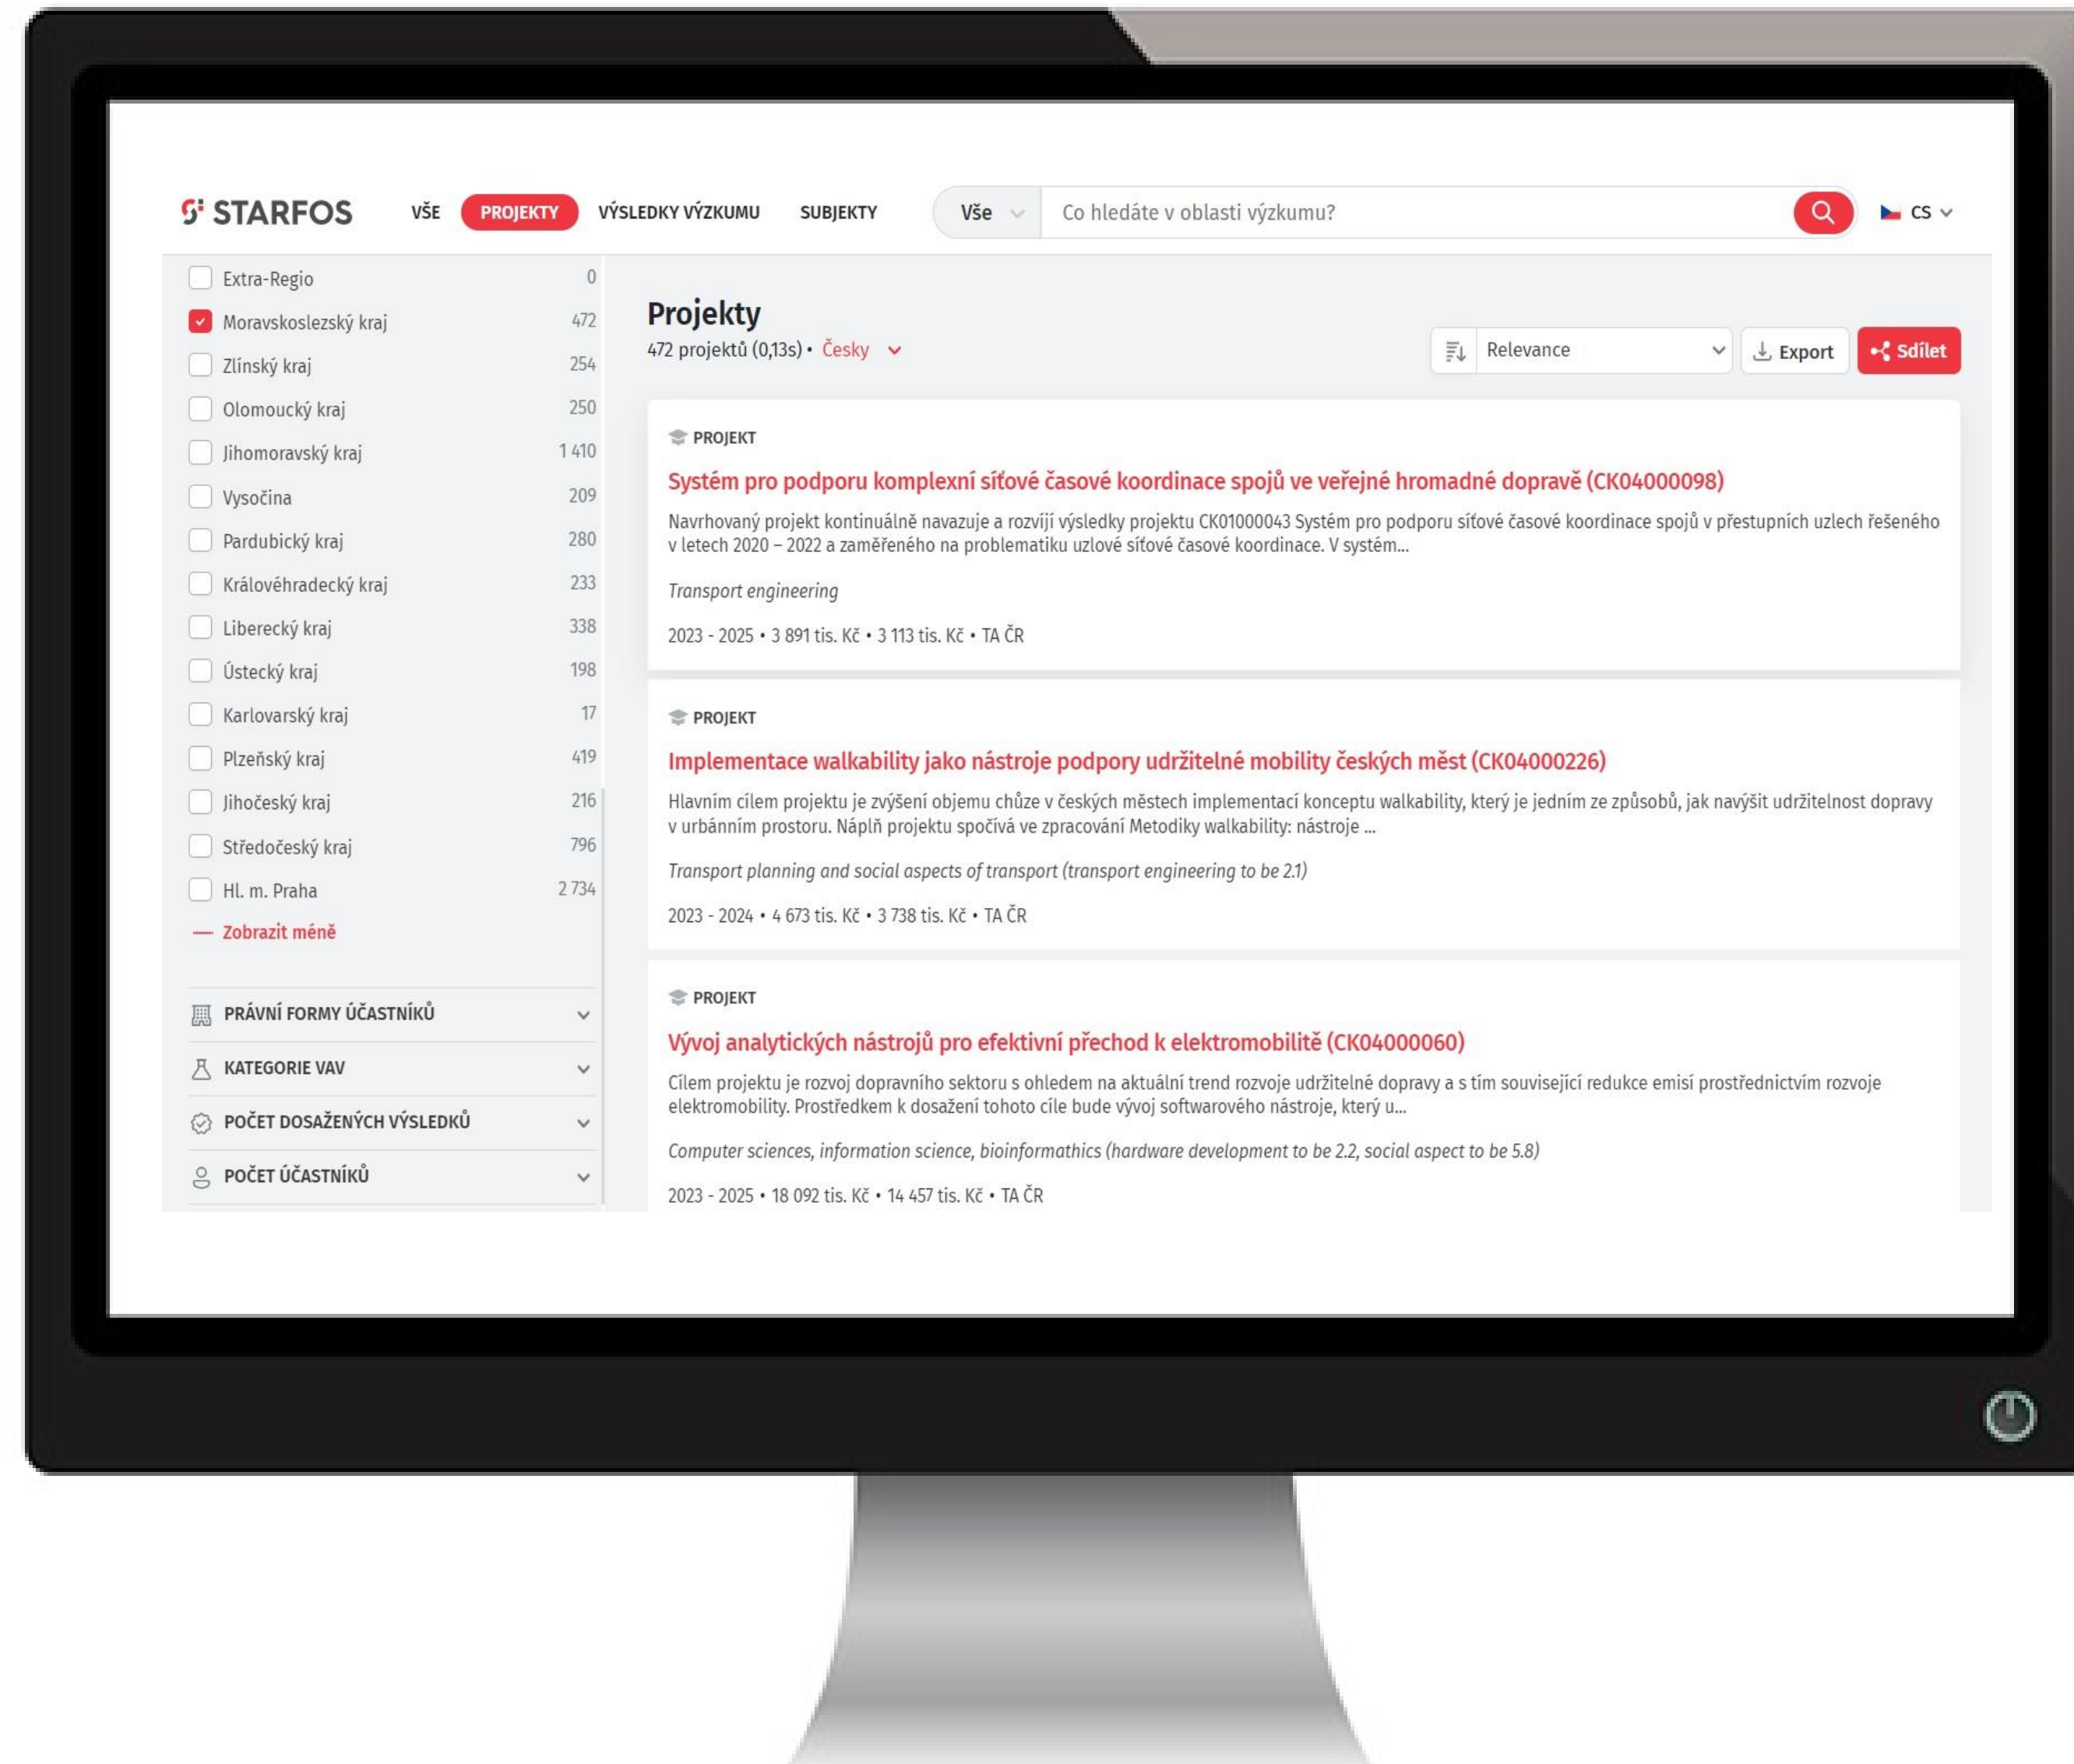 STARFOS VŠE PROJEKTY VÝSLEDKY VÝZKUMU SUBJEKTY Vše Co hledáte v oblasti výzkumu? CS
Extra-Regio 0
Moravskoslezský kraj 472
Zlínský kraj 254
Olomoucký kraj 250
Jihomoravský kraj 1 410
Vysočina 209
Pardubický kraj 280
Královéhradecký kraj 233
Liberecký kraj 338
Ústecký kraj 198
Karlovarský kraj 17
Plzeňský kraj 419
Jihočeský kraj 216
Středočeský kraj 796
Hl. m. Praha 2 734
Zobrazit méně
PRÁVNÍ FORMY ÚČASTNÍKŮ
KATEGORIE VAV
POČET DOSAŽENÝCH VÝSLEDKŮ
POČET ÚČASTNÍKŮ
Projekty
472 projektů (0,13s) • Česky
Relevance Export Sdílet
PROJEKT
Systém pro podporu komplexní síťové časové koordinace spojů ve veřejné hromadné dopravě (CK04000098)
Navrhovaný projekt kontinuálně navazuje a rozvíjí výsledky projektu CK01000043 Systém pro podporu síťové časové koordinace spojů v přestupních uzlech řešeného
v letech 2020 – 2022 a zaměřeného na problematiku uzlové síťové časové koordinace. V systém...
Transport engineering
2023 - 2025 • 3 891 tis. Kč • 3 113 tis. Kč • TA ČR
PROJEKT
Implementace walkability jako nástroje podpory udržitelné mobility českých měst (CK04000226)
Hlavním cílem projektu je zvýšení objemu chůze v českých městech implementací konceptu walkability, který je jedním ze způsobů, jak navýšit udržitelnost dopravy
v urbánním prostoru. Náplň projektu spočívá ve zpracování Metodiky walkability: nástroje ...
Transport planning and social aspects of transport (transport engineering to be 2.1)
2023 - 2024 • 4 673 tis. Kč • 3 738 tis. Kč • TA ČR
PROJEKT
Vývoj analytických nástrojů pro efektivní přechod k elektromobilitě (CK04000060)
Cílem projektu je rozvoj dopravního sektoru s ohledem na aktuální trend rozvoje udržitelné dopravy a s tím související redukce emisí prostřednictvím rozvoje
elektromobility. Prostředkem k dosažení tohoto cíle bude vývoj softwarového nástroje, který u...
Computer sciences, information science, bioinformathics (hardware development to be 2.2, social aspect to be 5.8)
2023 - 2025 • 18 092 tis. Kč • 14 457 tis. Kč • TA ČR